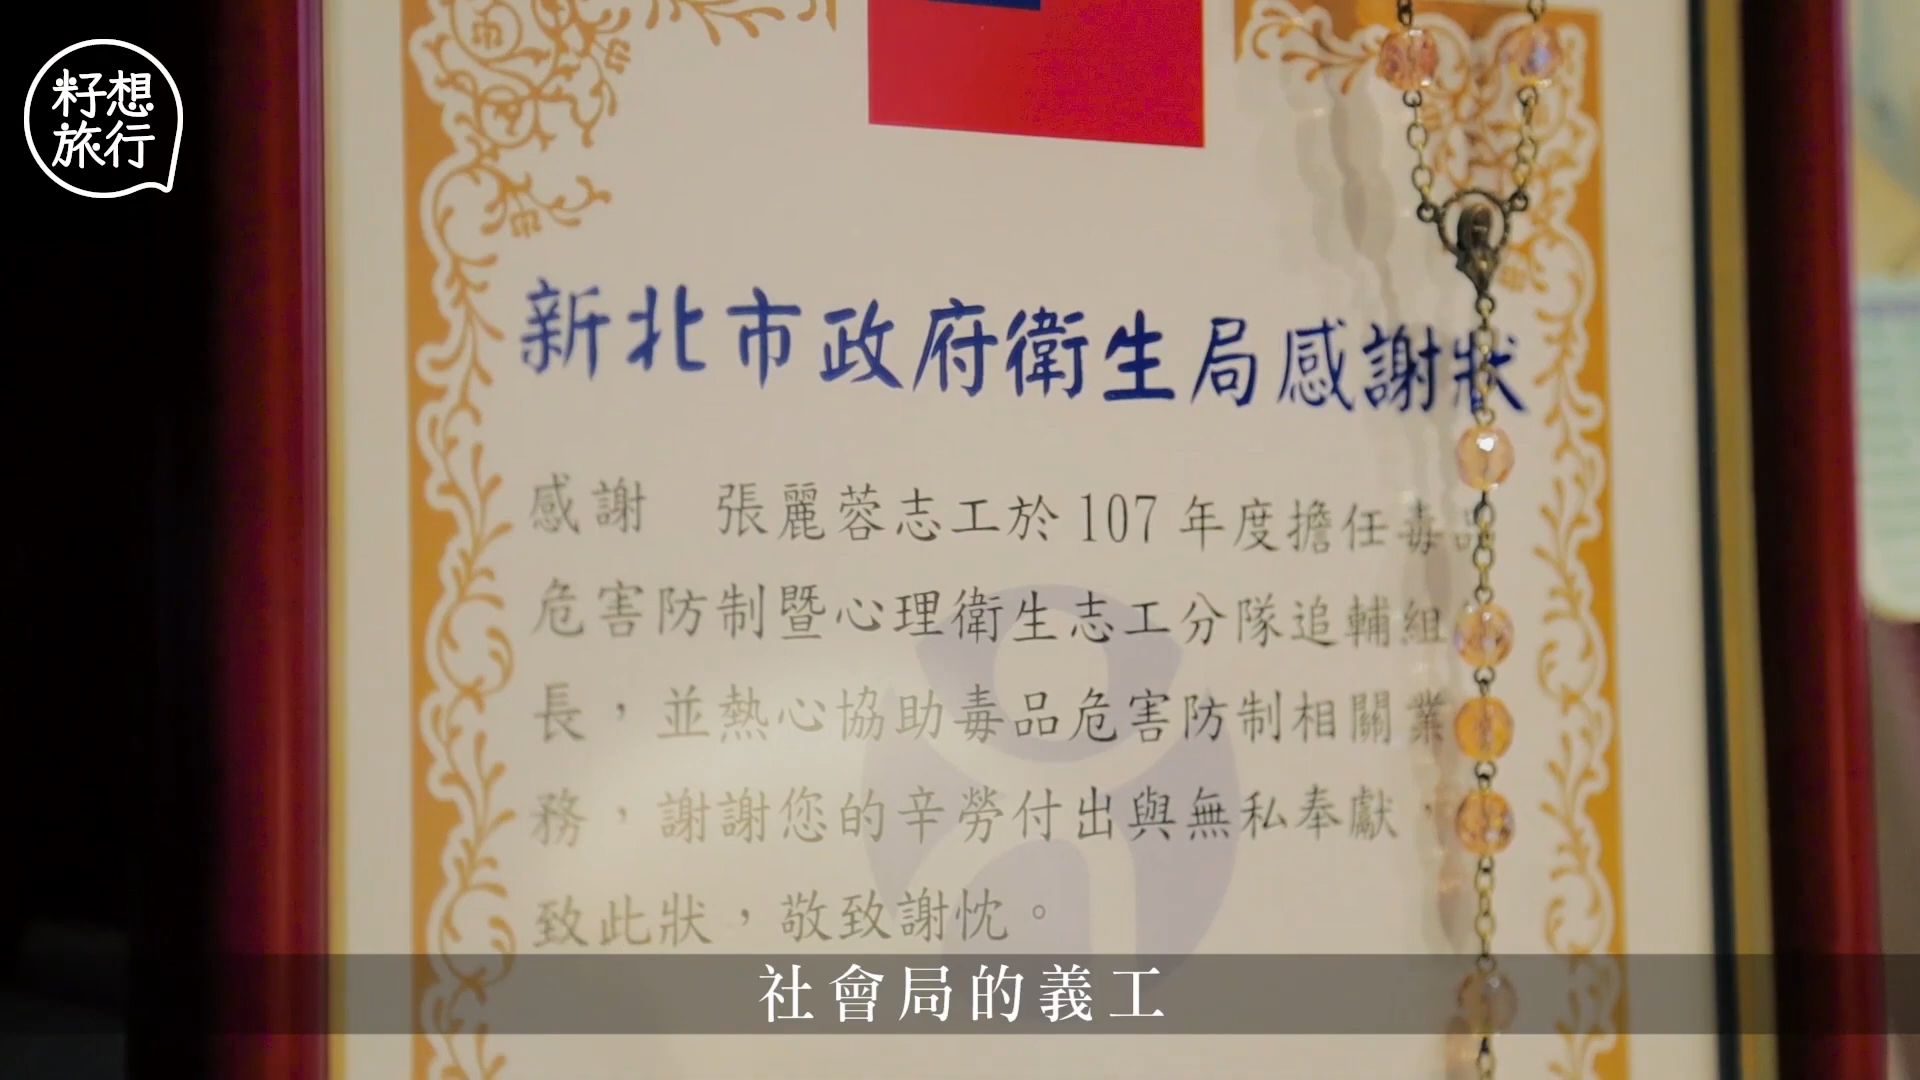 籽想
旅行
新北市政府衛生局感謝狀
感謝 張麗蓉志工於107年度擔任毒品
危害防制暨心理衛生志工分隊追輔組
長，並熱心協助毒品危害防制相關業
務，謝謝您的辛勞付出與無私奉獻，
致此狀，敬致謝忱。
社會局的義工